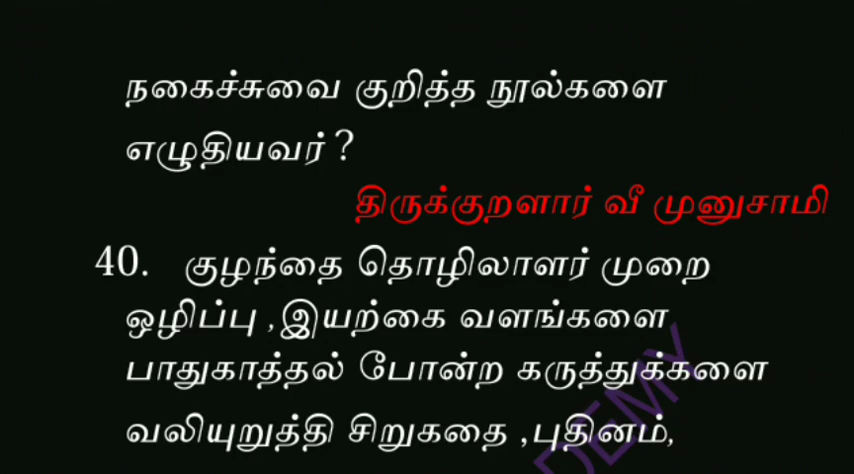 நகைச்சுவை குறித்த நூல்களை
எழுதியவர் ?
திருக்குறளார் வீ முனுசாமி
40. குழந்தை தொழிலாளர் முறை
ஒழிப்பு ,இயற்கை வளங்களை
பாதுகாத்தல் போன்ற கருத்துக்களை
வலியுறுத்தி சிறுகதை ,புதினம்,